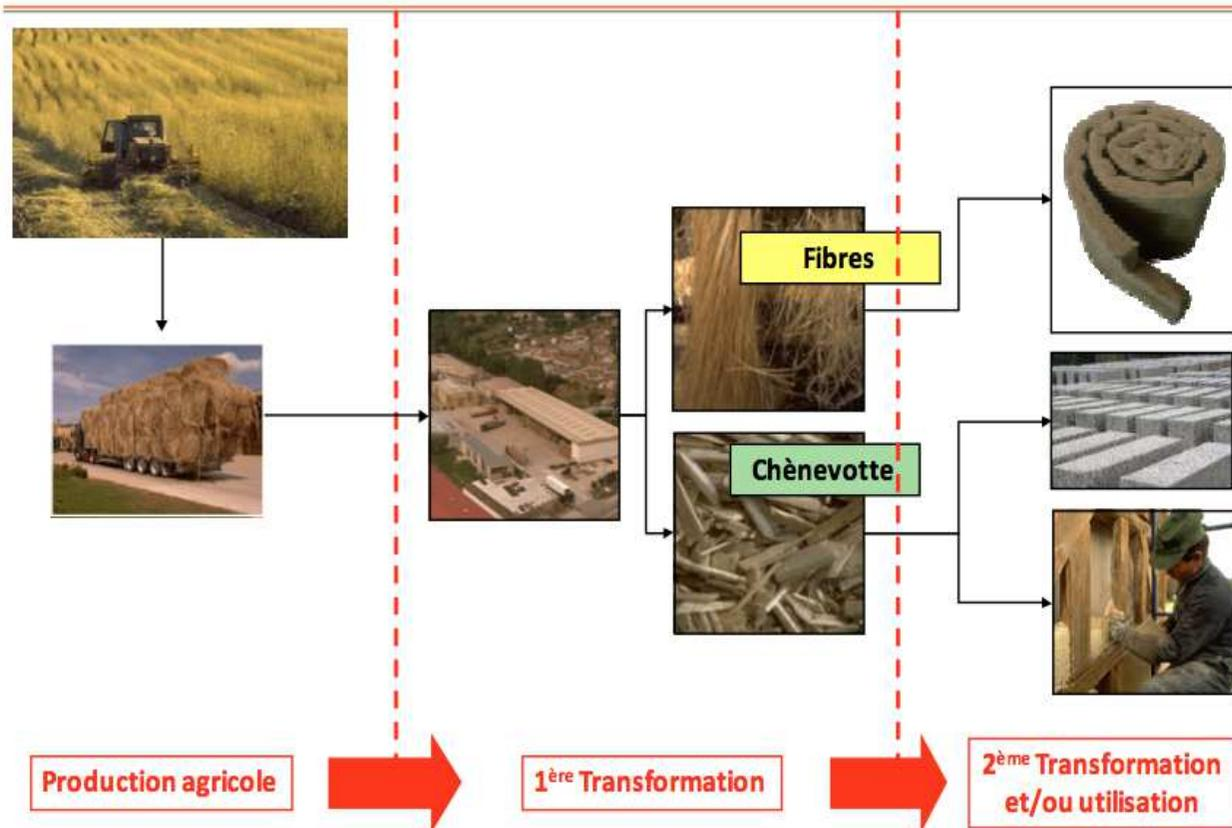 Fibres
Chènevotte
Production agricole
1ère Transformation
2ème Transformation
et/ou utilisation